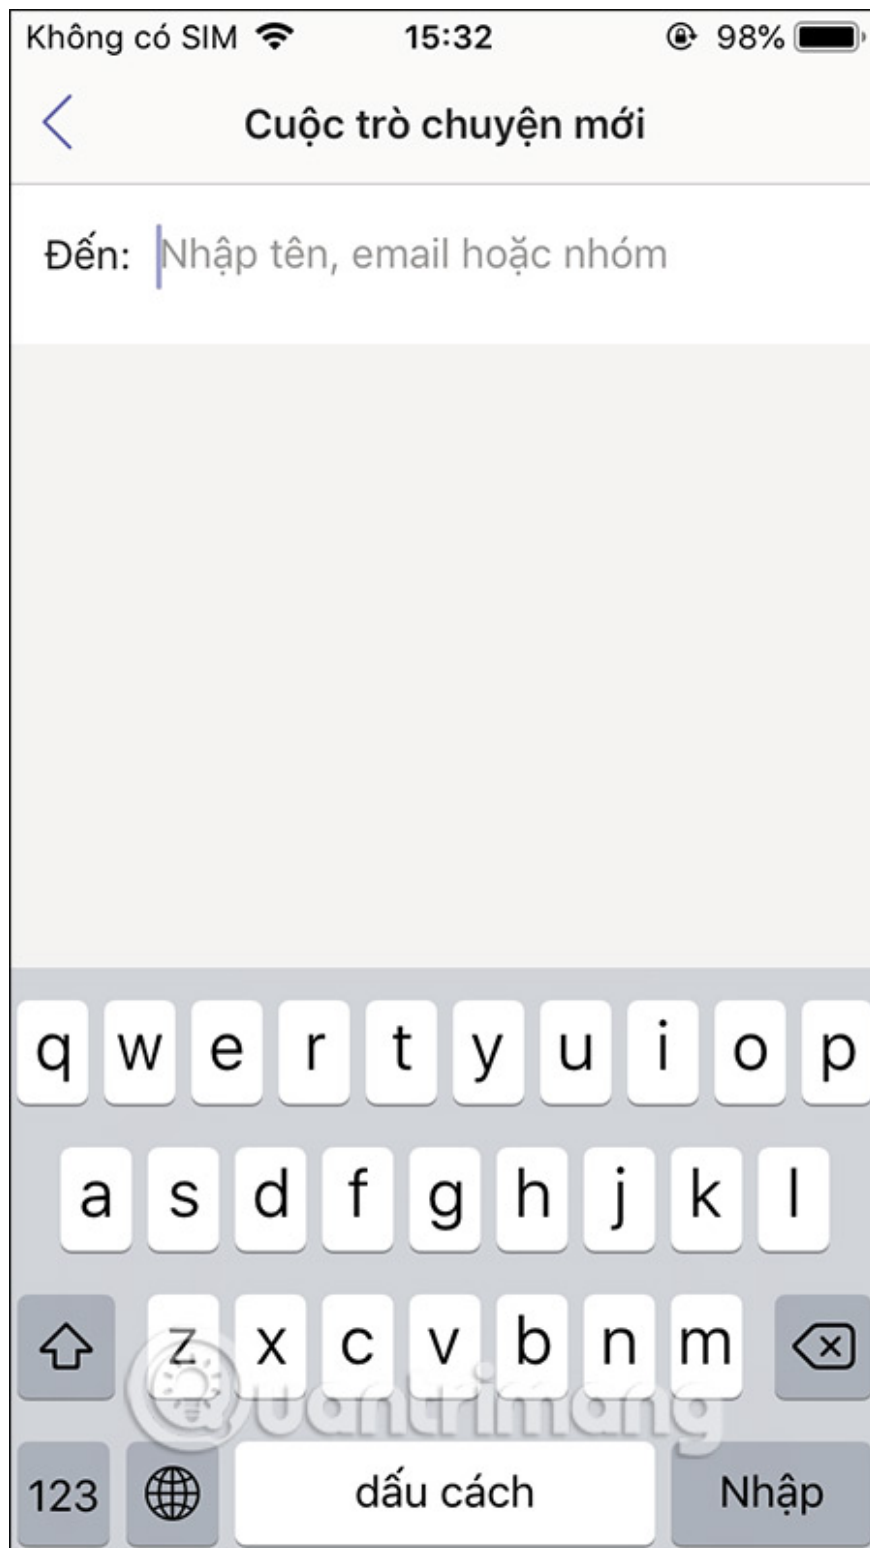 Không có SIM 15:32 98%
Cuộc trò chuyện mới
Đến: Nhập tên, email hoặc nhóm
q w e r t y u i o p
a s d f g h j k l
z x c v b n m
Quantrimang
123 dấu cách Nhập